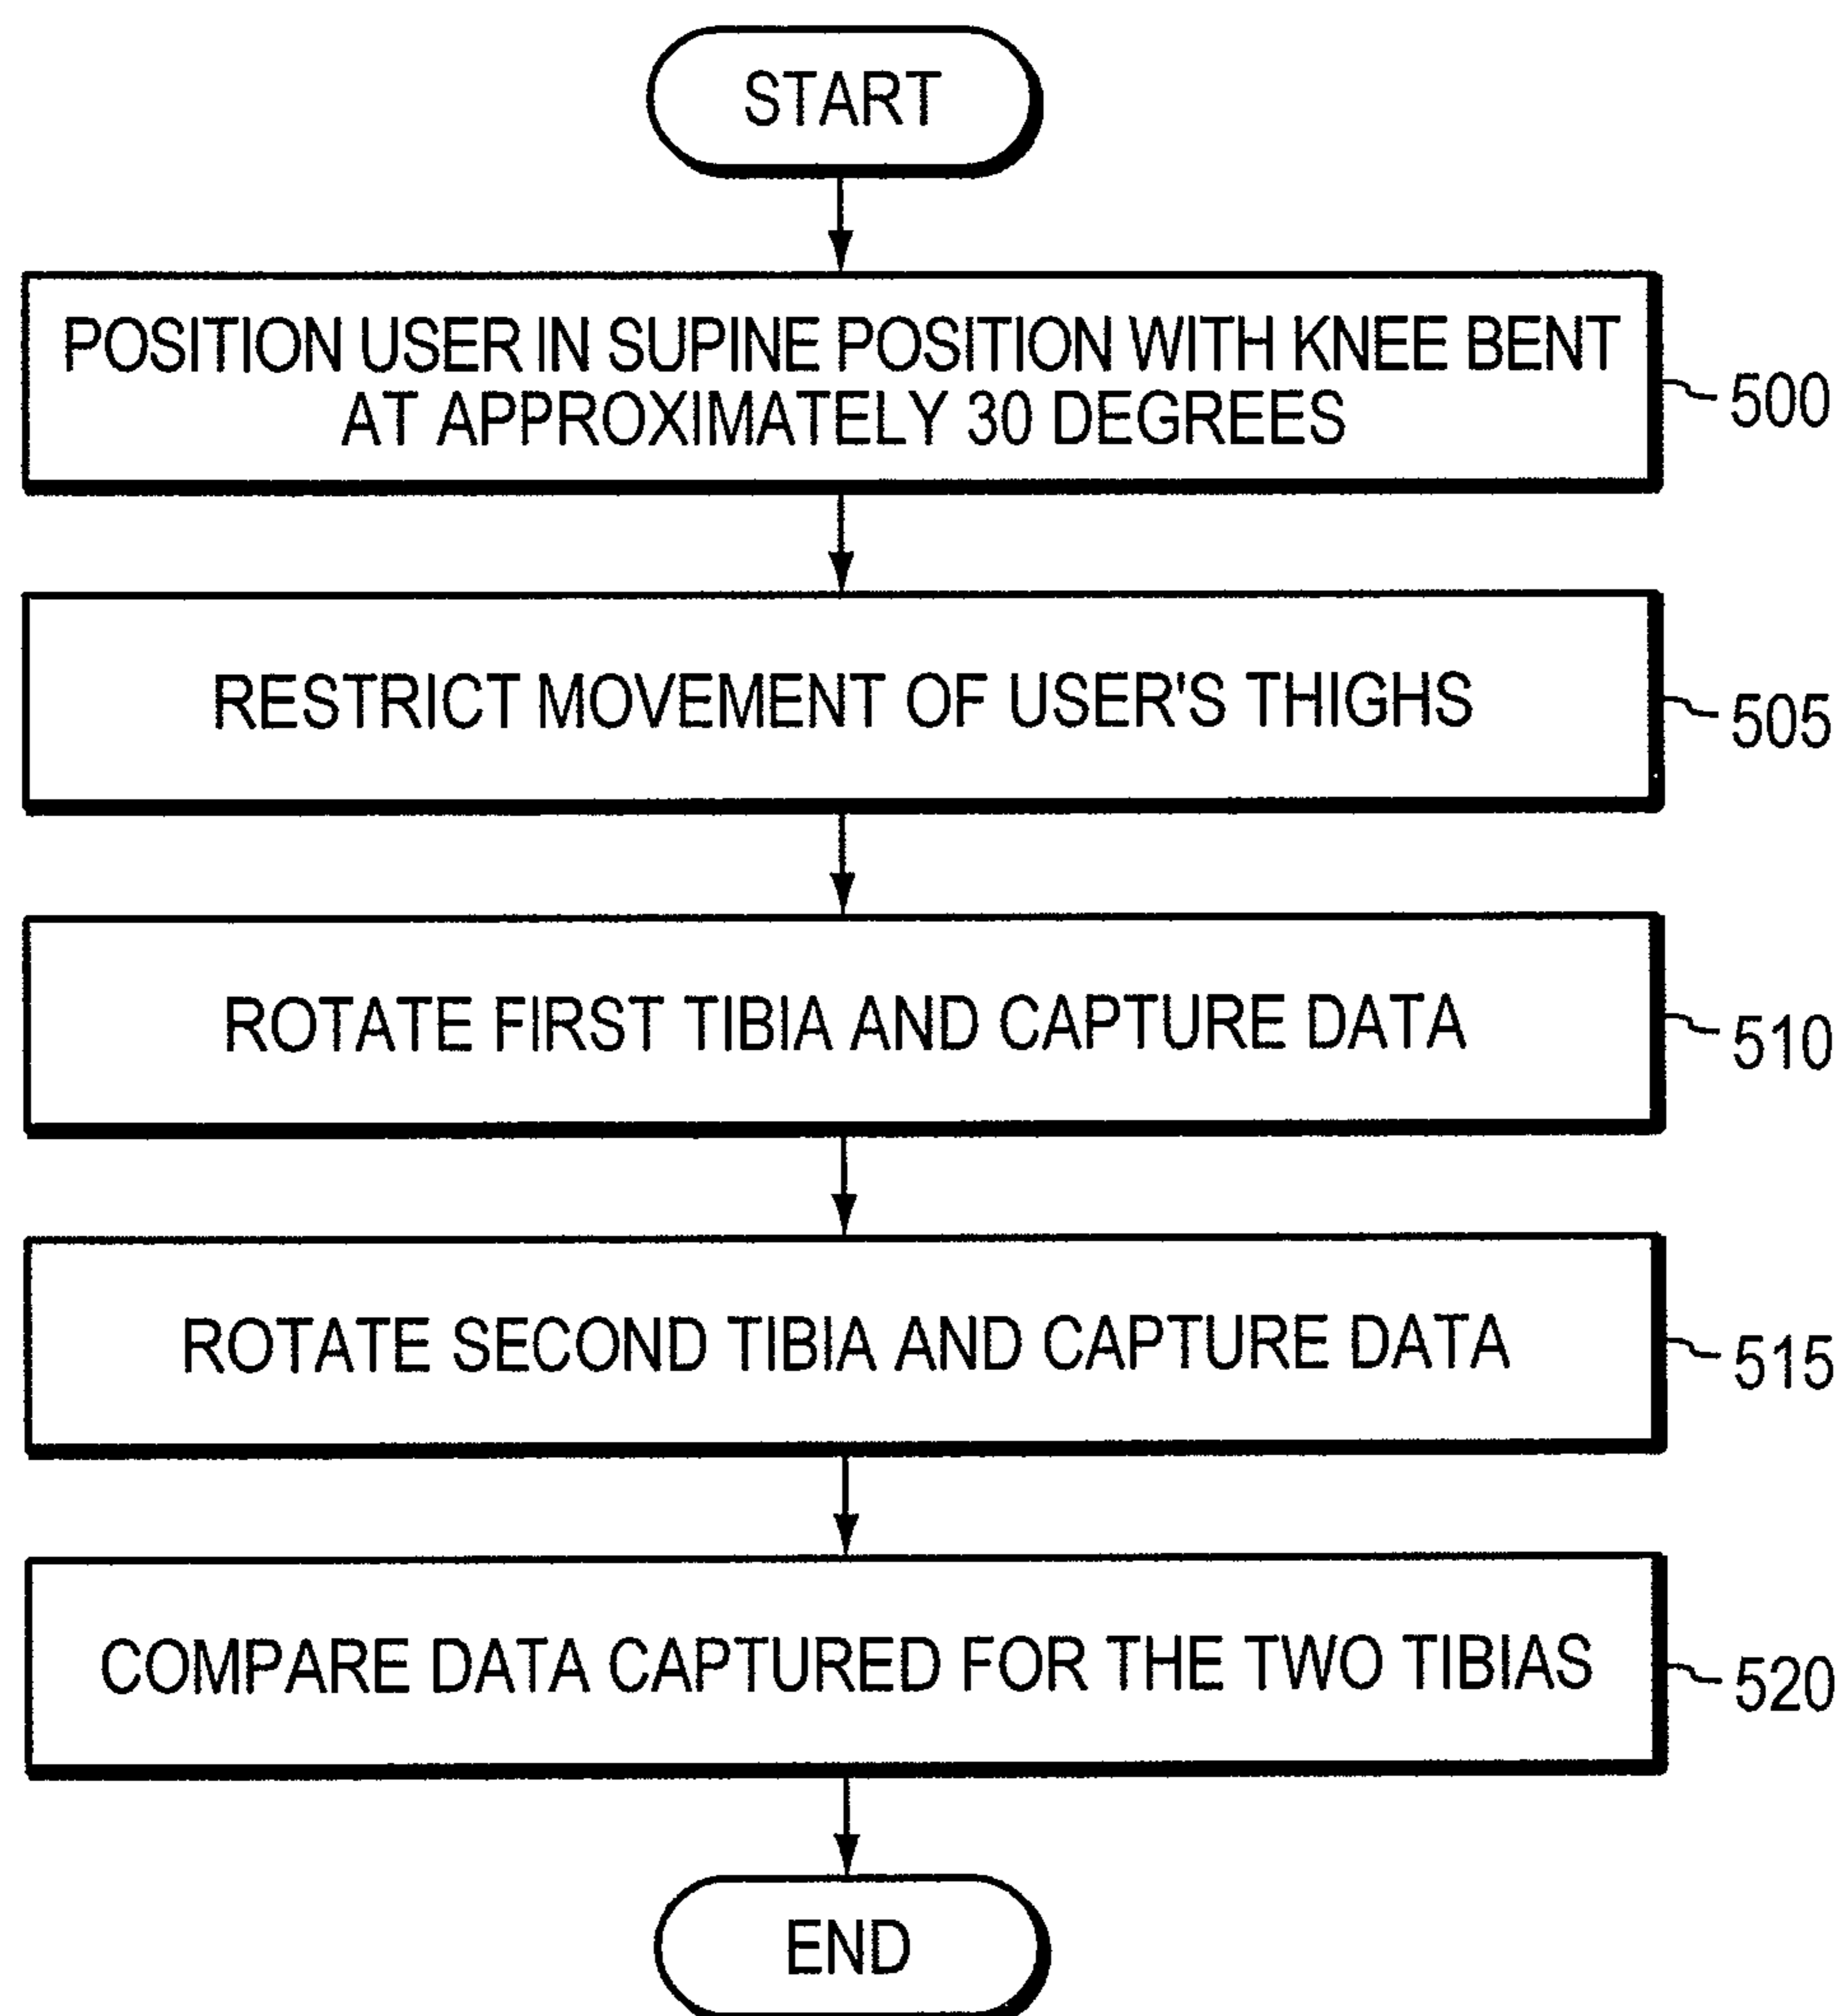 START
POSITION USER IN SUPINE POSITION WITH KNEE BENT
AT APPROXIMATELY 30 DEGREES
500
RESTRICT MOVEMENT OF USER'S THIGHS
505
ROTATE FIRST TIBIA AND CAPTURE DATA
510
ROTATE SECOND TIBIA AND CAPTURE DATA
515
COMPARE DATA CAPTURED FOR THE TWO TIBIAS
520
END